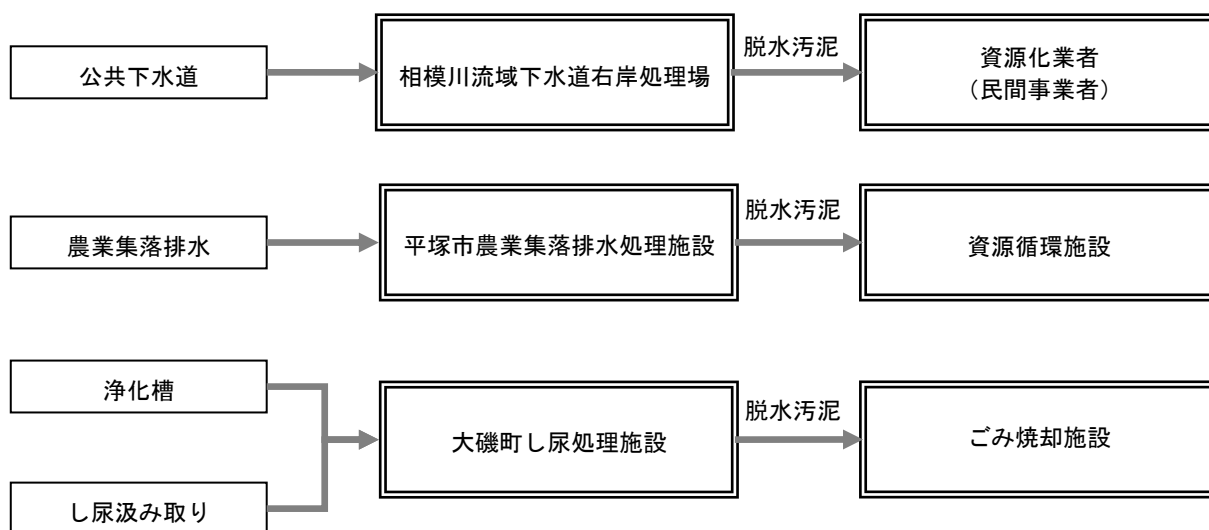 公共下水道
相模川流域下水道右岸処理場
脱水汚泥
資源化業者
（民間事業者）
農業集落排水
平塚市農業集落排水処理施設
脱水汚泥
資源循環施設
浄化槽
し尿汲み取り
大磯町し尿処理施設
脱水汚泥
ごみ焼却施設